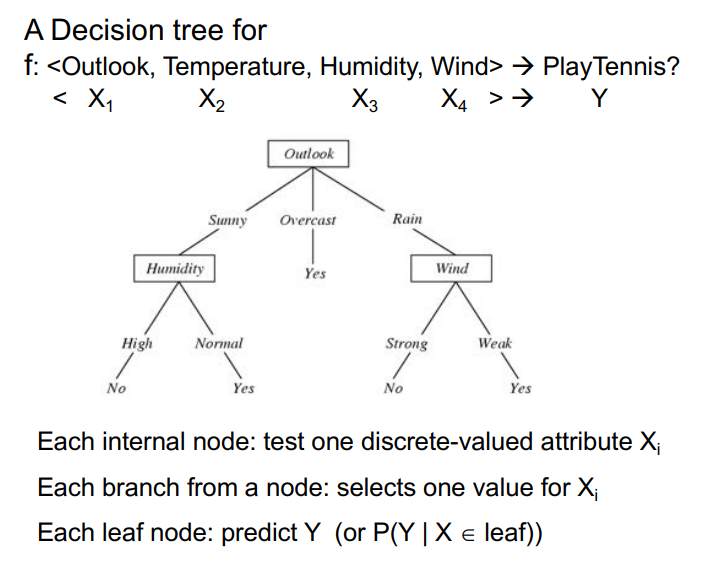 A Decision tree for
f: <Outlook, Temperature, Humidity, Wind> → PlayTennis?
< X₁ X₂ X₃ X₄ > → Y
Outlook
Sunny Overcast Rain
Humidity Yes Wind
High Normal Strong Weak
No Yes No Yes
Each internal node: test one discrete-valued attribute Xᵢ
Each branch from a node: selects one value for Xᵢ
Each leaf node: predict Y (or P(Y | X ∈ leaf))